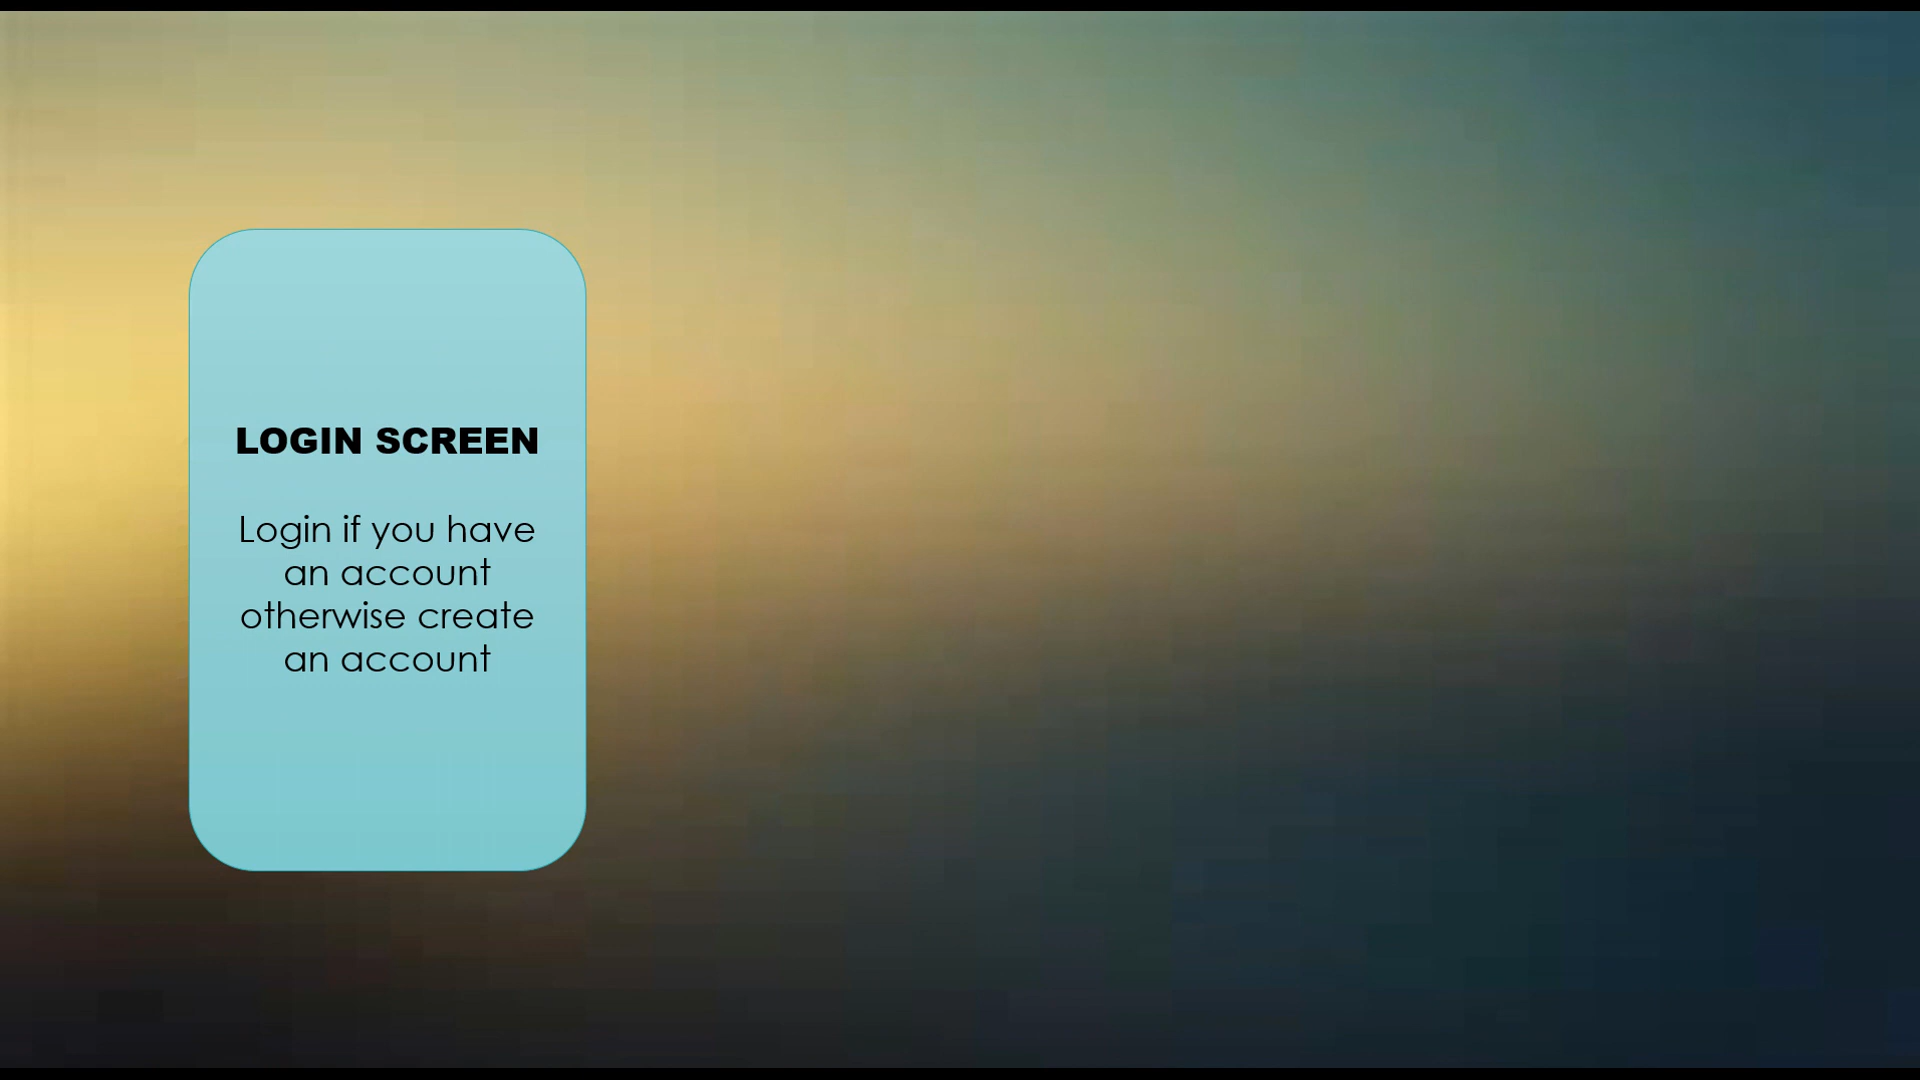 LOGIN SCREEN
Login if you have
an account
otherwise create
an account